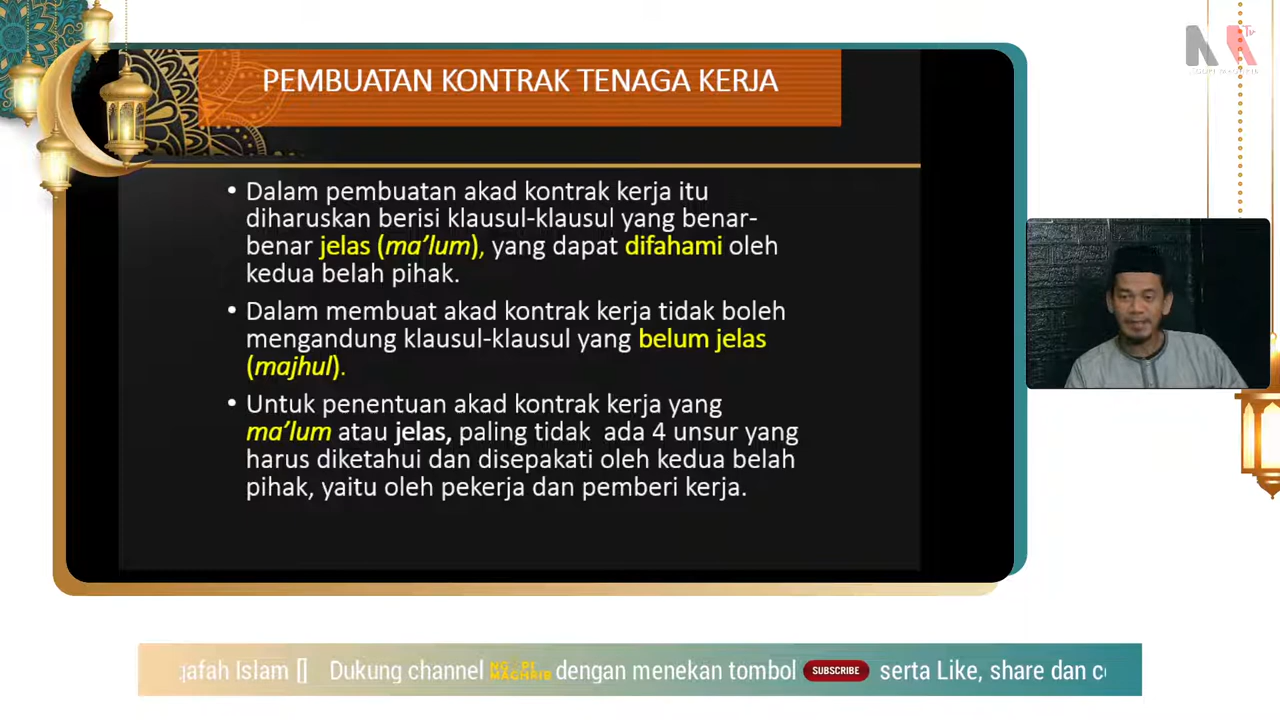 PEMBUATAN KONTRAK TENAGA KERJA
• Dalam pembuatan akad kontrak kerja itu
diharuskan berisi klausul-klausul yang benar-
benar jelas (ma’lum), yang dapat difahami oleh
kedua belah pihak.
• Dalam membuat akad kontrak kerja tidak boleh
mengandung klausul-klausul yang belum jelas
(majhul).
• Untuk penentuan akad kontrak kerja yang
ma’lum atau jelas, paling tidak ada 4 unsur yang
harus diketahui dan disepakati oleh kedua belah
pihak, yaitu oleh pekerja dan pemberi kerja.
Islam [] Dukung channel NGOPI MAGHRIB dengan menekan tombol SUBSCRIBE serta Like, share dan